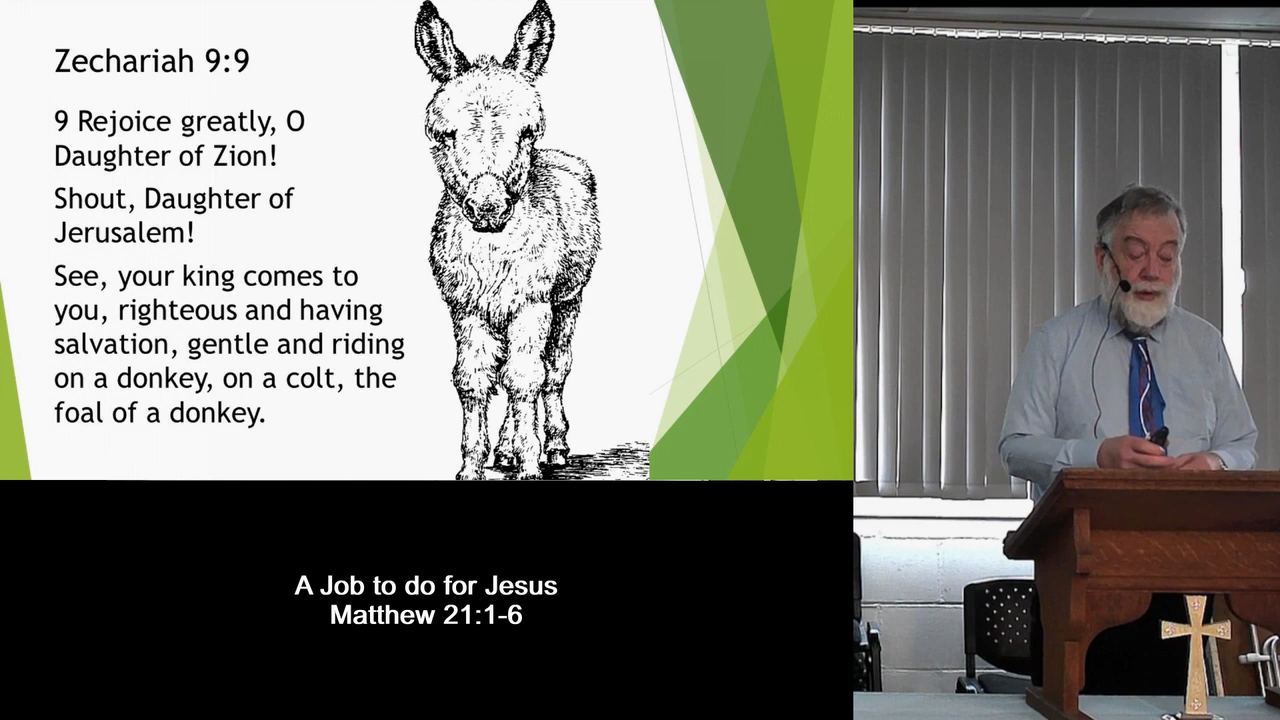 Zechariah 9:9
9 Rejoice greatly, O
Daughter of Zion!
Shout, Daughter of
Jerusalem!
See, your king comes to
you, righteous and having
salvation, gentle and riding
on a donkey, on a colt, the
foal of a donkey.
A Job to do for Jesus
Matthew 21:1-6